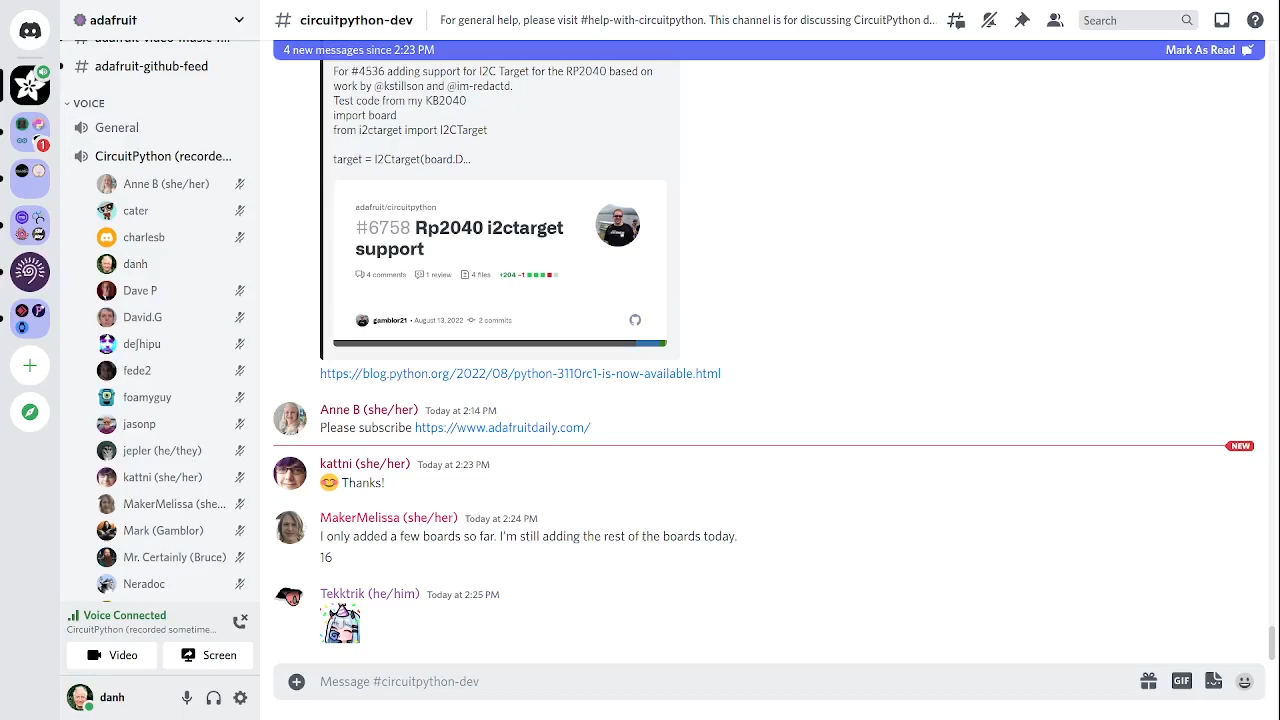 adafruit
circuitpython-dev
For general help, please visit #help-with-circuitpython. This channel is for discussing CircuitPython d...
Search
4 new messages since 2:23 PM
Mark As Read
adafruit-github-feed
VOICE
General
CircuitPython (recorde...
Anne B (she/her)
cater
charlesb
danh
Dave P
David.G
deʃhipu
fede2
foamyguy
jasonp
jepler (he/they)
kattni (she/her)
MakerMelissa (she...
Mark (Gamblor)
Mr. Certainly (Bruce)
Neradoc
Voice Connected
CircuitPython (recorded sometime...
Video
Screen
danh
1
For #4536 adding support for I2C Target for the RP2040 based on
work by @kstillson and @im-redactd.
Test code from my KB2040
import board
from i2ctarget import I2CTarget
target = I2Ctarget(board.D...
adafruit/circuitpython
#6758 Rp2040 i2ctarget
support
4 comments
1 review
4 files
+204 −1
gamblor21 • August 13, 2022
2 commits
https://blog.python.org/2022/08/python-3110rc1-is-now-available.html
Anne B (she/her) Today at 2:14 PM
Please subscribe https://www.adafruitdaily.com/
NEW
kattni (she/her) Today at 2:23 PM
Thanks!
MakerMelissa (she/her) Today at 2:24 PM
I only added a few boards so far. I'm still adding the rest of the boards today.
16
Tekktrik (he/him) Today at 2:25 PM
Message #circuitpython-dev
GIF